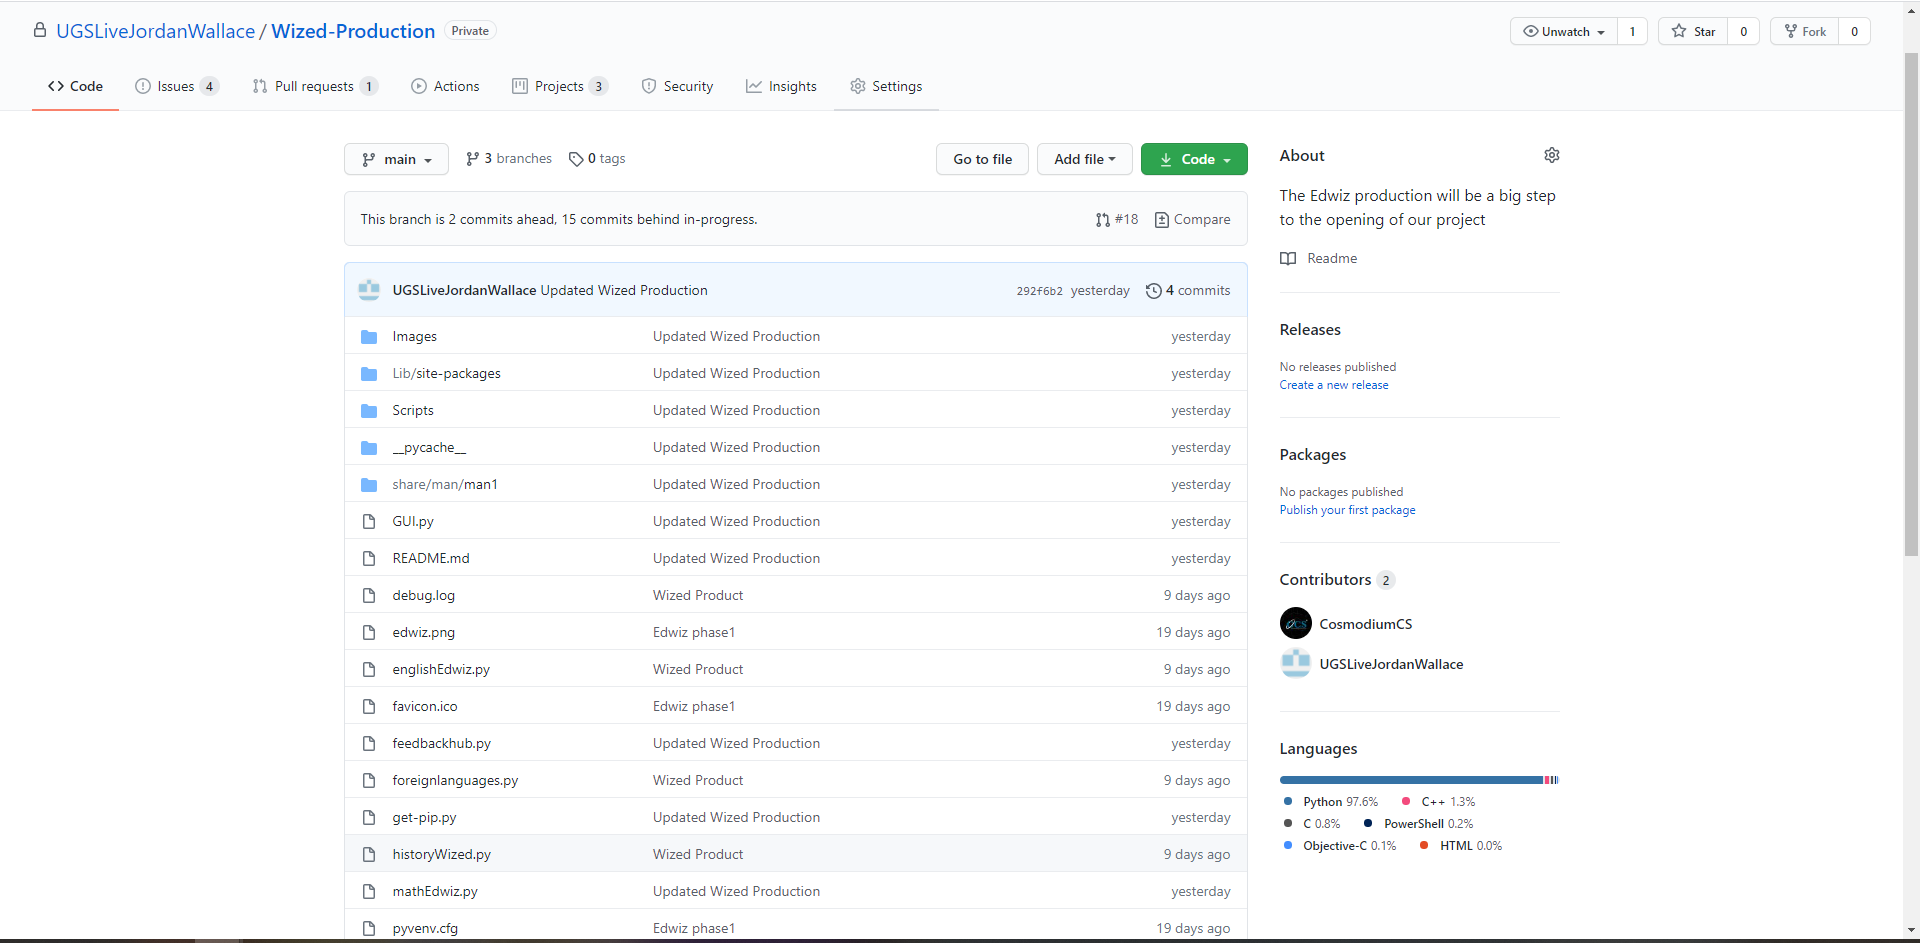 UGSLiveJordanWallace / Wized-Production Private
Unwatch 1 Star 0 Fork 0
Code Issues 4 Pull requests 1 Actions Projects 3 Security Insights Settings
main 3 branches 0 tags Go to file Add file Code
This branch is 2 commits ahead, 15 commits behind in-progress. #18 Compare
UGSLiveJordanWallace Updated Wized Production 292f6b2 yesterday 4 commits
Images Updated Wized Production yesterday
Lib/site-packages Updated Wized Production yesterday
Scripts Updated Wized Production yesterday
__pycache__ Updated Wized Production yesterday
share/man/man1 Updated Wized Production yesterday
GUI.py Updated Wized Production yesterday
README.md Updated Wized Production yesterday
debug.log Wized Product 9 days ago
edwiz.png Edwiz phase1 19 days ago
englishEdwiz.py Wized Product 9 days ago
favicon.ico Edwiz phase1 19 days ago
feedbackhub.py Updated Wized Production yesterday
foreignlanguages.py Wized Product 9 days ago
get-pip.py Updated Wized Production yesterday
historyWized.py Wized Product 9 days ago
mathEdwiz.py Updated Wized Production yesterday
pyvenv.cfg Edwiz phase1 19 days ago
About
The Edwiz production will be a big step
to the opening of our project
Readme
Releases
No releases published
Create a new release
Packages
No packages published
Publish your first package
Contributors 2
CosmodiumCS
UGSLiveJordanWallace
Languages
Python 97.6% C++ 1.3%
C 0.8% PowerShell 0.2%
Objective-C 0.1% HTML 0.0%